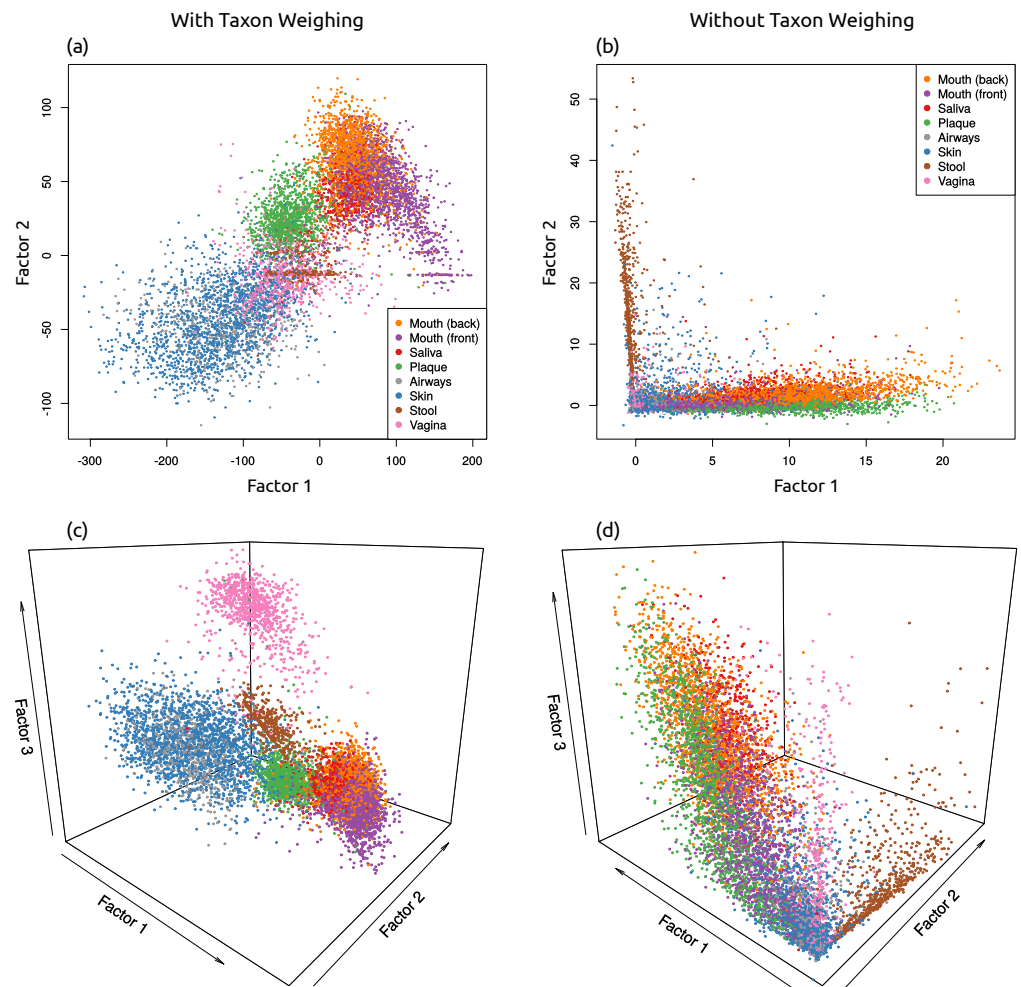 With Taxon Weighing
Without Taxon Weighing
(a)
Factor 2
100
50
0
-50
-100
-300
-200
-100
0
100
200
Factor 1
Mouth (back)
Mouth (front)
Saliva
Plaque
Airways
Skin
Stool
Vagina
(b)
Factor 2
50
40
30
20
10
0
0
5
10
15
20
Factor 1
Mouth (back)
Mouth (front)
Saliva
Plaque
Airways
Skin
Stool
Vagina
(c)
Factor 3
Factor 1
Factor 2
(d)
Factor 3
Factor 1
Factor 2